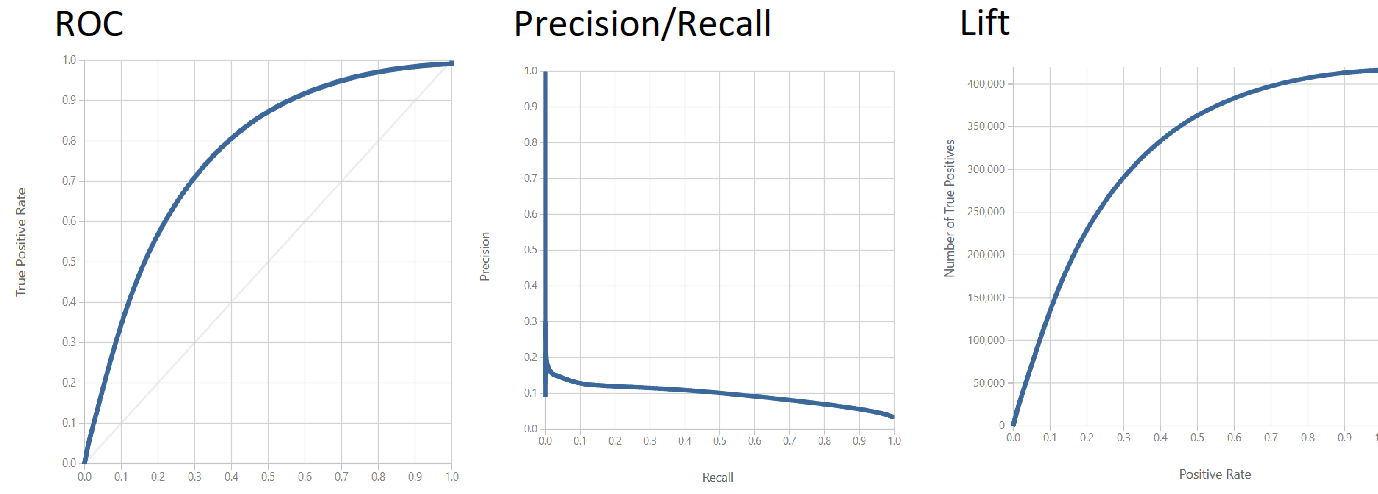 ROC
True Positive Rate
1.0
0.9
0.8
0.7
0.6
0.5
0.4
0.3
0.2
0.1
0.0
0.0 0.1 0.2 0.3 0.4 0.5 0.6 0.7 0.8 0.9 1.0
Precision/Recall
Precision
1.0
0.9
0.8
0.7
0.6
0.5
0.4
0.3
0.2
0.1
0.0
0.0 0.1 0.2 0.3 0.4 0.5 0.6 0.7 0.8 0.9 1.0
Recall
Lift
Number of True Positives
400,000
350,000
300,000
250,000
200,000
150,000
100,000
50,000
0
0.0 0.1 0.2 0.3 0.4 0.5 0.6 0.7 0.8 0.9 1
Positive Rate